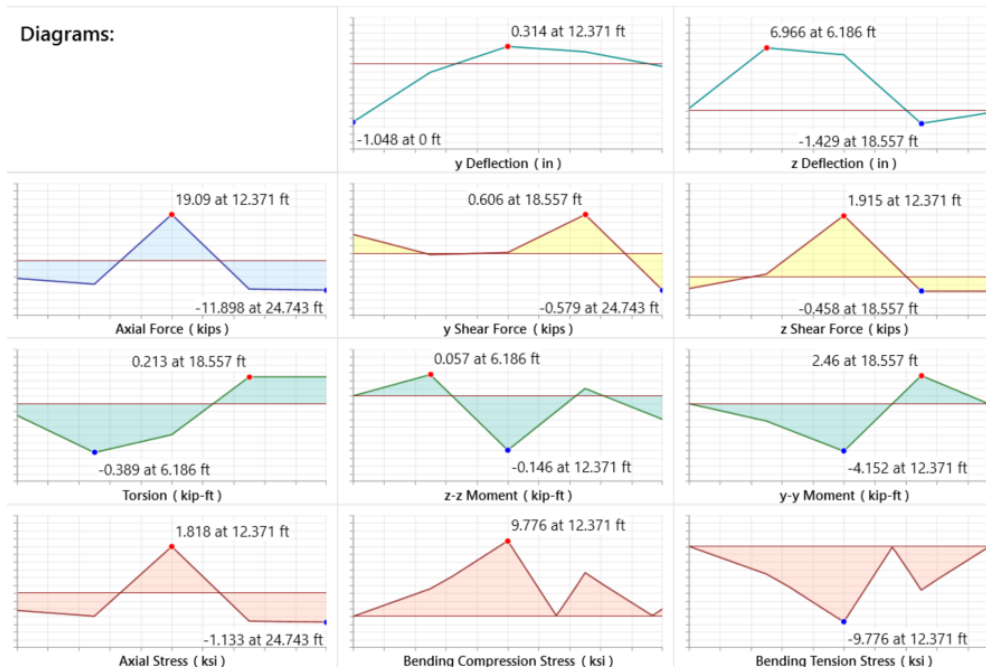 Diagrams:
0.314 at 12.371 ft
-1.048 at 0 ft
y Deflection ( in )
6.966 at 6.186 ft
-1.429 at 18.557 ft
z Deflection ( in )
19.09 at 12.371 ft
-11.898 at 24.743 ft
Axial Force ( kips )
0.606 at 18.557 ft
-0.579 at 24.743 ft
y Shear Force ( kips )
1.915 at 12.371 ft
-0.458 at 18.557 ft
z Shear Force ( kips )
0.213 at 18.557 ft
-0.389 at 6.186 ft
Torsion ( kip-ft )
0.057 at 6.186 ft
-0.146 at 12.371 ft
z-z Moment ( kip-ft )
2.46 at 18.557 ft
-4.152 at 12.371 ft
y-y Moment ( kip-ft )
1.818 at 12.371 ft
-1.133 at 24.743 ft
Axial Stress ( ksi )
9.776 at 12.371 ft
Bending Compression Stress ( ksi )
-9.776 at 12.371 ft
Bending Tension Stress ( ksi )